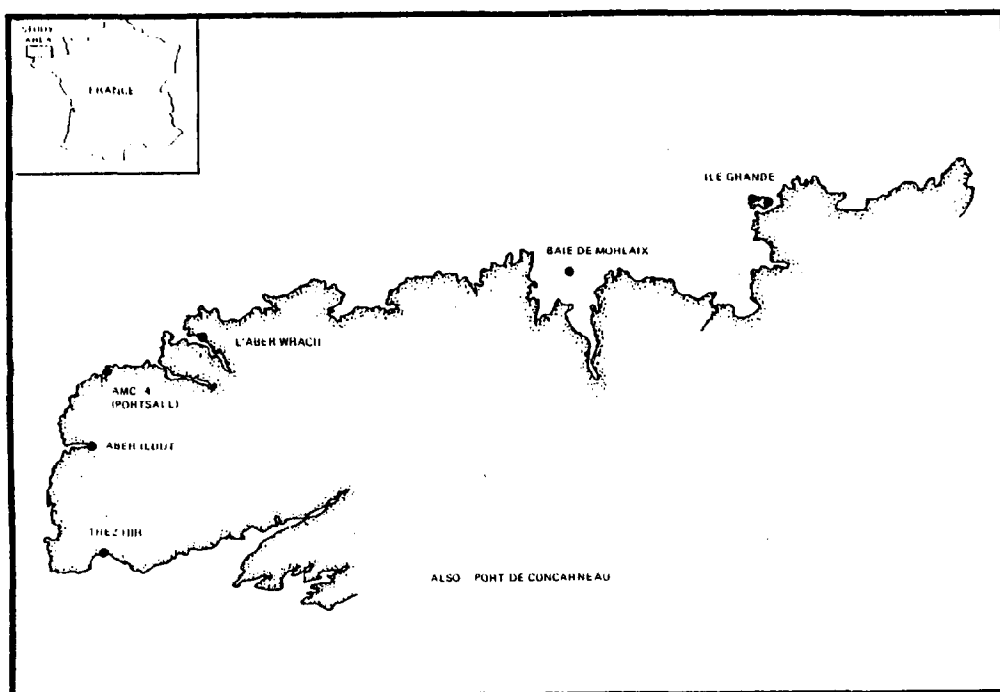 STUDY
AREA
FRANCE
ILE GRANDE
BAIE DE MORLAIX
L'ABER WRACH
AMC 4
(PORTSALL)
ABER ILDUT
TREZ HIR
ALSO PORT DE CONCARNEAU